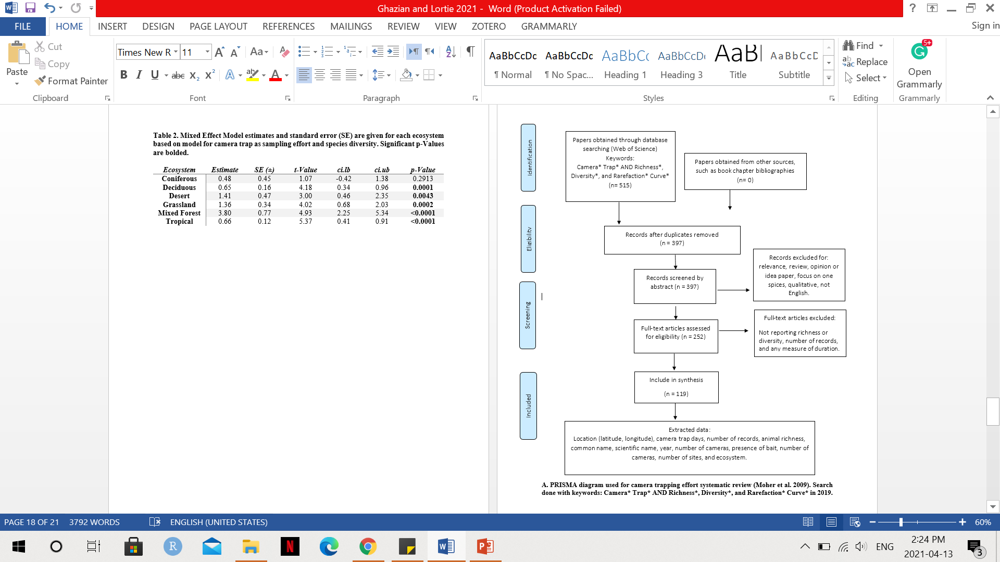 Ghazian and Lortie 2021 - Word (Product Activation Failed)
FILE HOME INSERT DESIGN PAGE LAYOUT REFERENCES MAILINGS REVIEW VIEW ZOTERO GRAMMARLY Sign in
Paste
Cut
Copy
Format Painter
Clipboard
Times New R 11
Font
Paragraph
AaBbCcDc AaBbCcDc AaBbC AaBbCcD AaB AaBbCcD
¶ Normal ¶ No Spac... Heading 1 Heading 3 Title Subtitle
Styles
Find
Replace
Select
Editing
5+
Open
Grammarly
Grammarly
Table 2. Mixed Effect Model estimates and standard error (SE) are given for each ecosystem
based on model for camera trap as sampling effort and species diversity. Significant p-Values
are bolded.
Ecosystem Estimate SE (±) t-Value ci.lb ci.ub p-Value
Coniferous 0.48 0.45 1.07 -0.42 1.38 0.2913
Deciduous 0.65 0.16 4.18 0.34 0.96 0.0001
Desert 1.41 0.47 3.00 0.46 2.35 0.0043
Grassland 1.36 0.34 4.02 0.68 2.03 0.0002
Mixed Forest 3.80 0.77 4.93 2.25 5.34 <0.0001
Tropical 0.66 0.12 5.37 0.41 0.91 <0.0001
Identification
Papers obtained through database
searching (Web of Science)
Keywords:
Camera* Trap* AND Richness*,
Diversity*, and Rarefaction* Curve*
(n= 515)
Papers obtained from other sources,
such as book chapter bibliographies
(n= 0)
Eligibility
Records after duplicates removed
(n = 397)
Records screened by
abstract (n = 397)
Records excluded for:
relevance, review, opinion or
idea paper, focus on one
spices, qualitative, not
English.
Screening
Full-text articles assessed
for eligibility (n = 252)
Full-text articles excluded:
Not reporting richness or
diversity, number of records,
and any measure of duration.
Included
Include in synthesis
(n = 119)
Extracted data:
Location (latitude, longitude), camera trap days, number of records, animal richness,
common name, scientific name, year, number of cameras, presence of bait, number of
cameras, number of sites, and ecosystem.
A. PRISMA diagram used for camera trapping effort systematic review (Moher et al. 2009). Search
done with keywords: Camera* Trap* AND Richness*, Diversity*, and Rarefaction* Curve* in 2019.
PAGE 18 OF 21 3792 WORDS ENGLISH (UNITED STATES) 60%
ENG
2:24 PM
2021-04-13
3